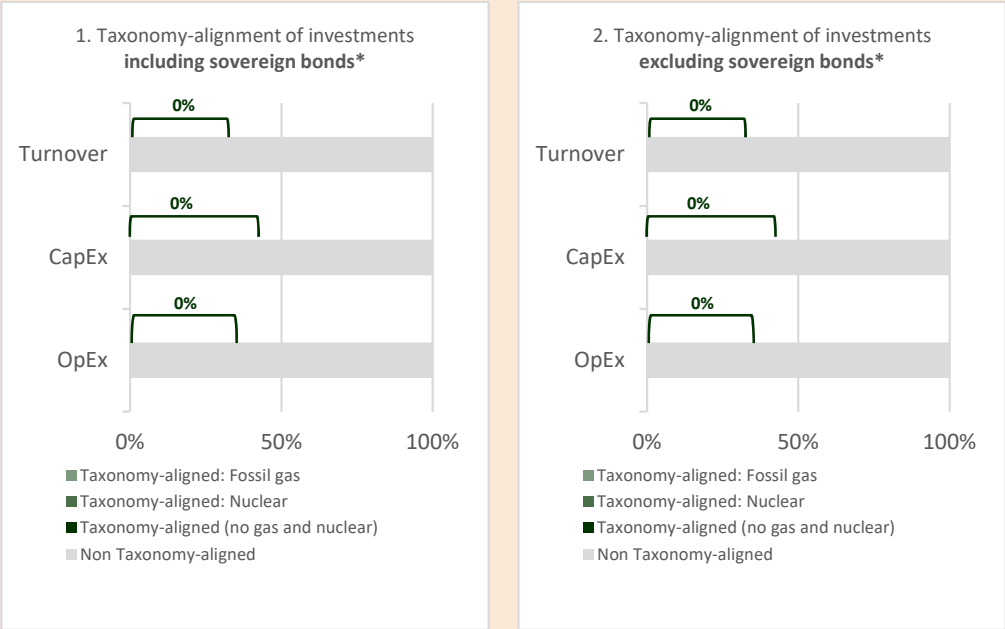 1. Taxonomy-alignment of investments
including sovereign bonds*
0%
Turnover
0%
CapEx
0%
OpEx
0% 50% 100%
Taxonomy-aligned: Fossil gas
Taxonomy-aligned: Nuclear
Taxonomy-aligned (no gas and nuclear)
Non Taxonomy-aligned
2. Taxonomy-alignment of investments
excluding sovereign bonds*
0%
Turnover
0%
CapEx
0%
OpEx
0% 50% 100%
Taxonomy-aligned: Fossil gas
Taxonomy-aligned: Nuclear
Taxonomy-aligned (no gas and nuclear)
Non Taxonomy-aligned